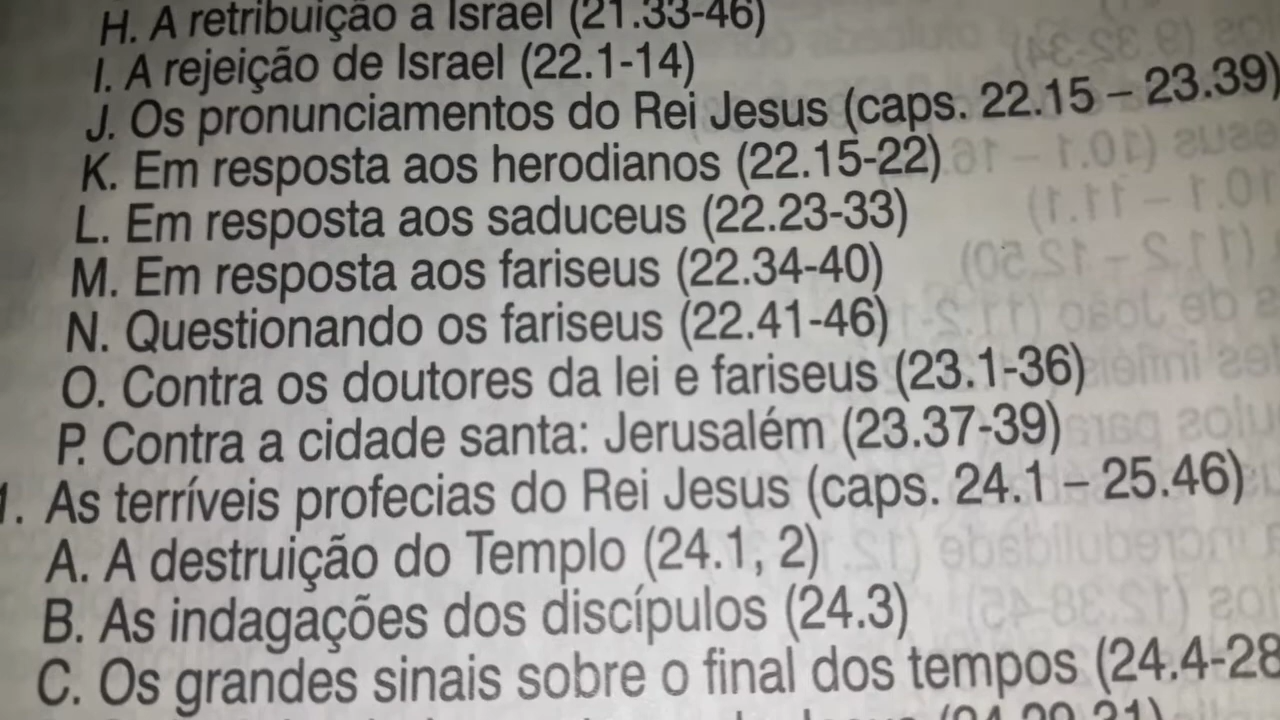 H. A retribuição a Israel (21.33-46)
I. A rejeição de Israel (22.1-14)
J. Os pronunciamentos do Rei Jesus (caps. 22.15 – 23.39)
K. Em resposta aos herodianos (22.15-22)
L. Em resposta aos saduceus (22.23-33)
M. Em resposta aos fariseus (22.34-40)
N. Questionando os fariseus (22.41-46)
O. Contra os doutores da lei e fariseus (23.1-36)
P. Contra a cidade santa: Jerusalém (23.37-39)
1. As terríveis profecias do Rei Jesus (caps. 24.1 – 25.46)
A. A destruição do Templo (24.1, 2)
B. As indagações dos discípulos (24.3)
C. Os grandes sinais sobre o final dos tempos (24.4-28